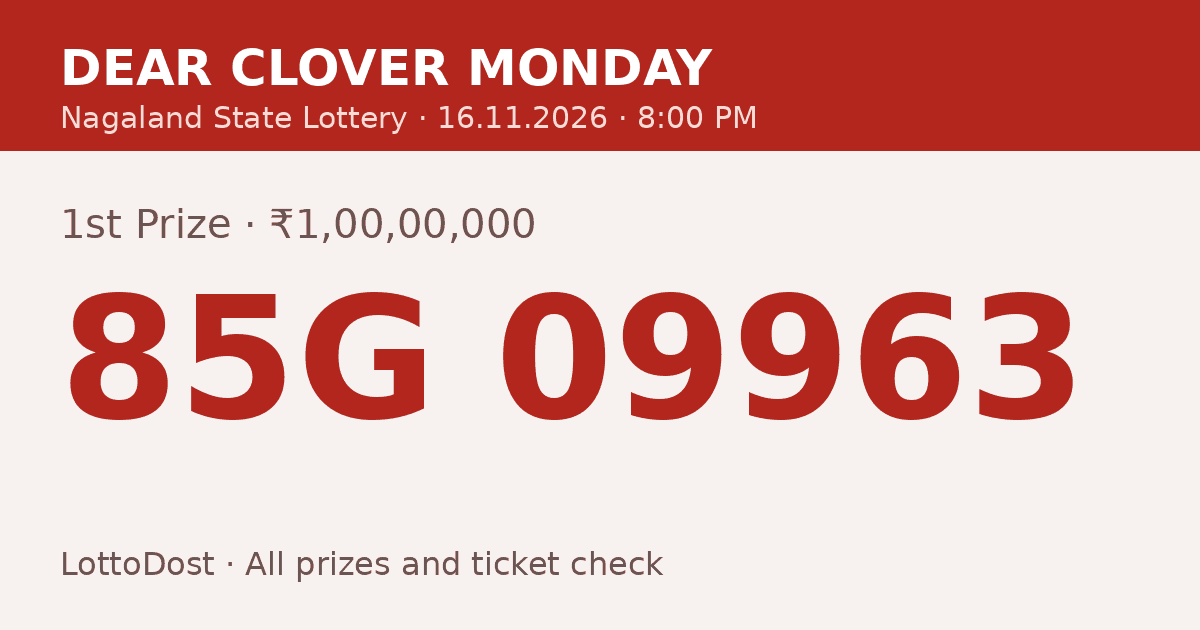 DEAR CLOVER MONDAY
Nagaland State Lottery · 16.11.2026 · 8:00 PM
1st Prize · ₹1,00,00,000
85G 09963
LottoDost · All prizes and ticket check